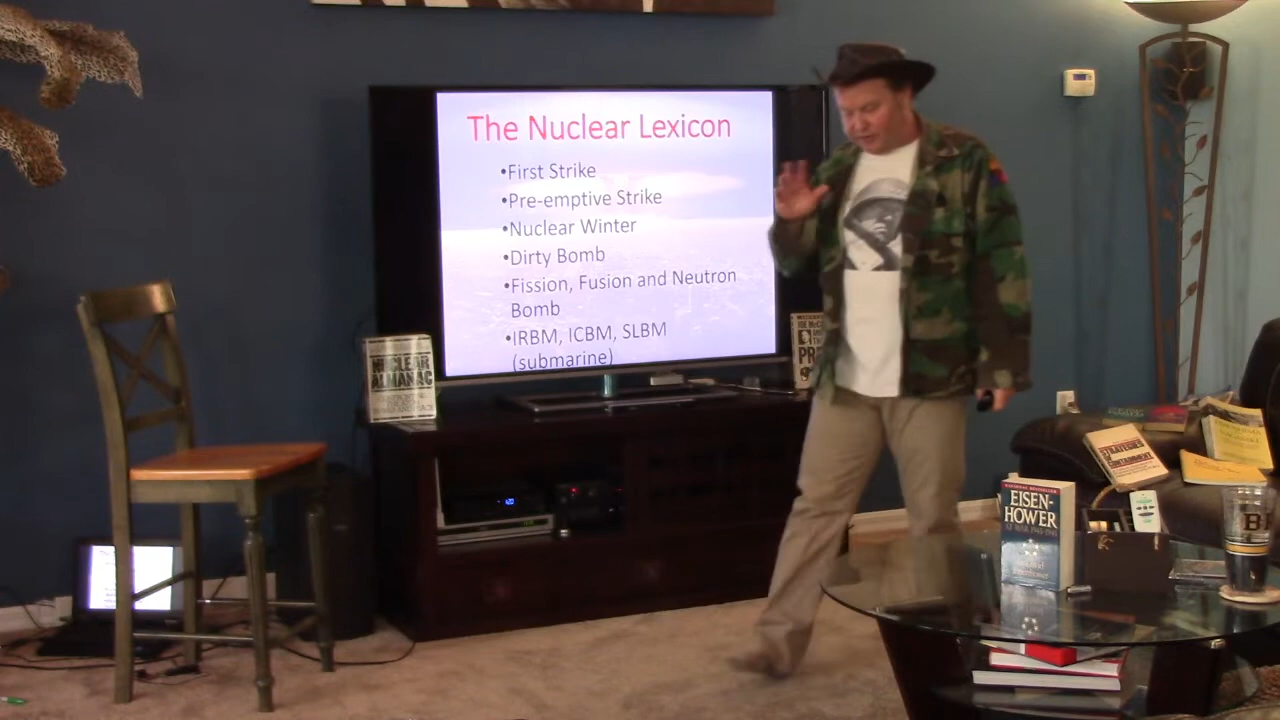 The Nuclear Lexicon
•First Strike
•Pre-emptive Strike
•Nuclear Winter
•Dirty Bomb
•Fission, Fusion and Neutron
Bomb
•IRBM, ICBM, SLBM
(submarine)
NUCLEAR
ALMANAC
EISEN-
HOWER
STRATEGIES
OF
CONTAINMENT